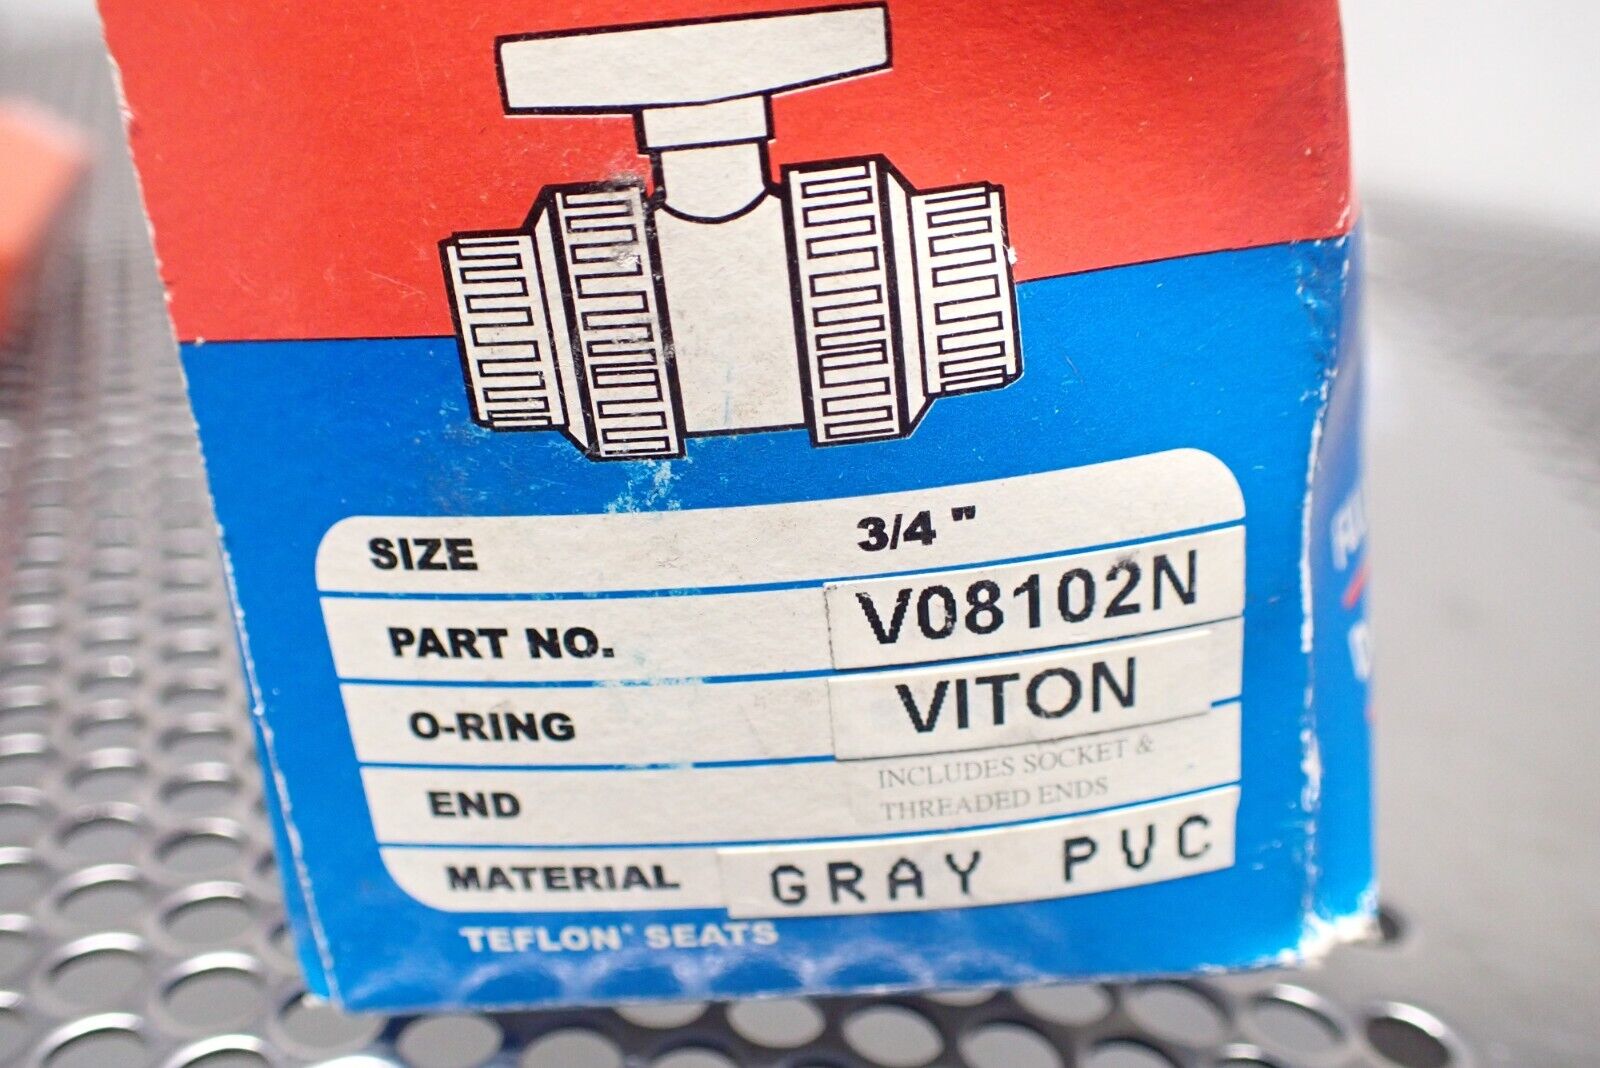 SIZE 3/4 "
PART NO. V08102N
O-RING VITON
END INCLUDES SOCKET &
THREADED ENDS
MATERIAL GRAY PVC
TEFLON* SEATS